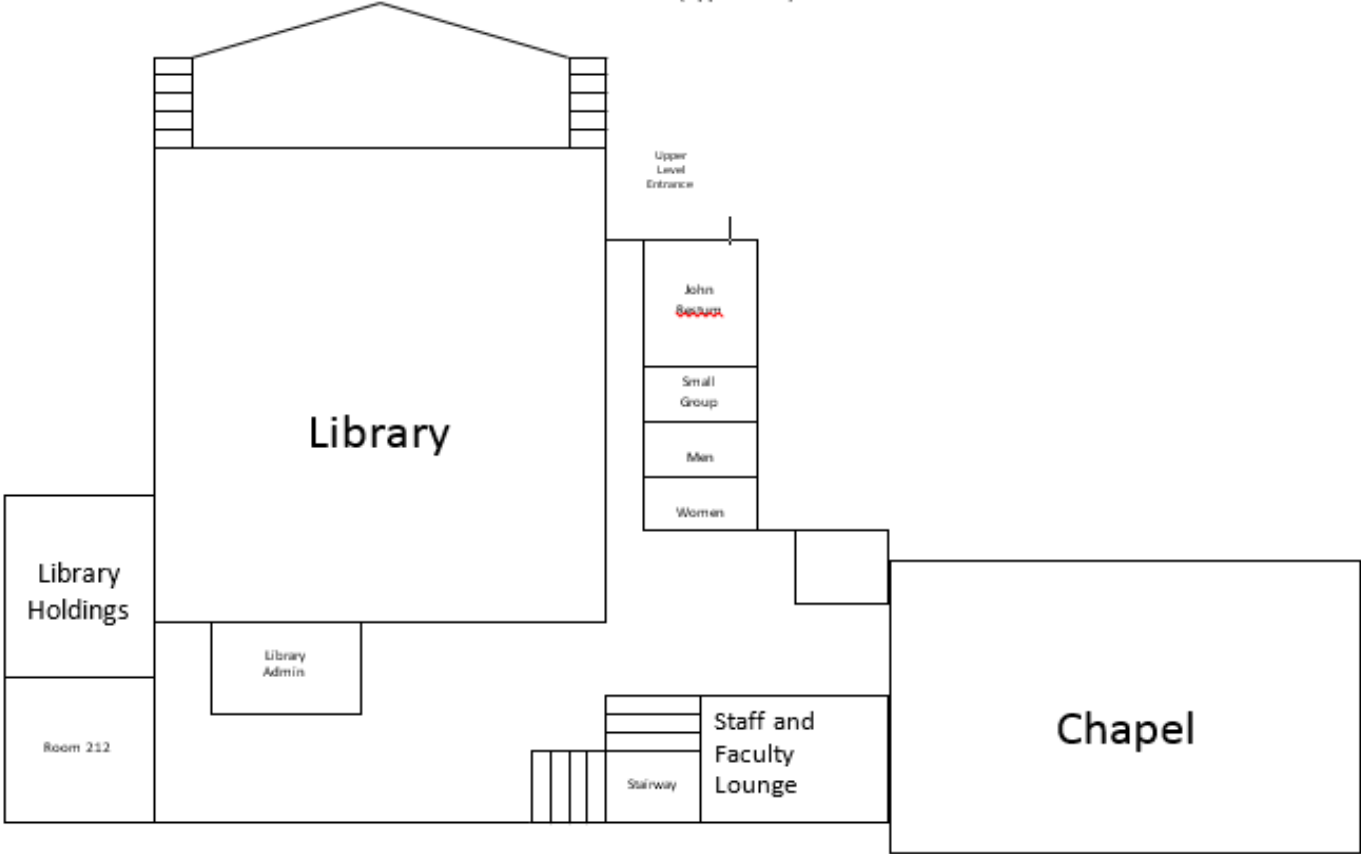 Upper
Level
Entrance
John
Small
Group
Library
Men
Women
Library
Holdings
Library
Admin
Staff and
Faculty
Lounge
Chapel
Room 212
Stairway